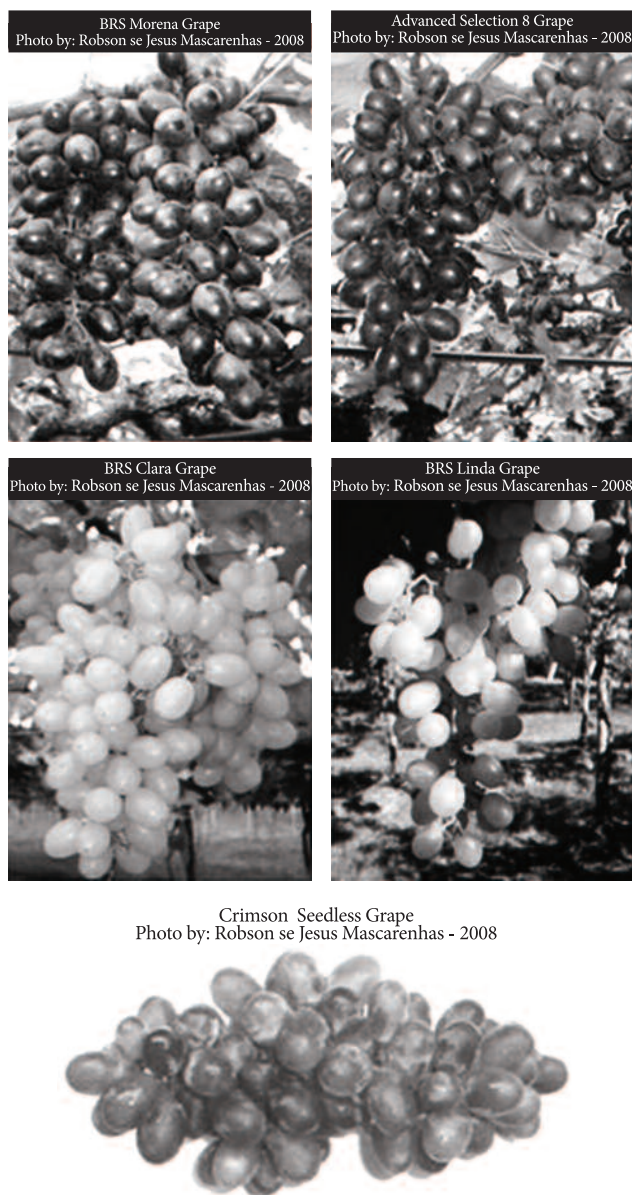 BRS Morena Grape
Photo by: Robson se Jesus Mascarenhas - 2008
Advanced Selection 8 Grape
Photo by: Robson se Jesus Mascarenhas - 2008
BRS Clara Grape
Photo by: Robson se Jesus Mascarenhas - 2008
BRS Linda Grape
Photo by: Robson se Jesus Mascarenhas - 2008
Crimson Seedless Grape
Photo by: Robson se Jesus Mascarenhas - 2008